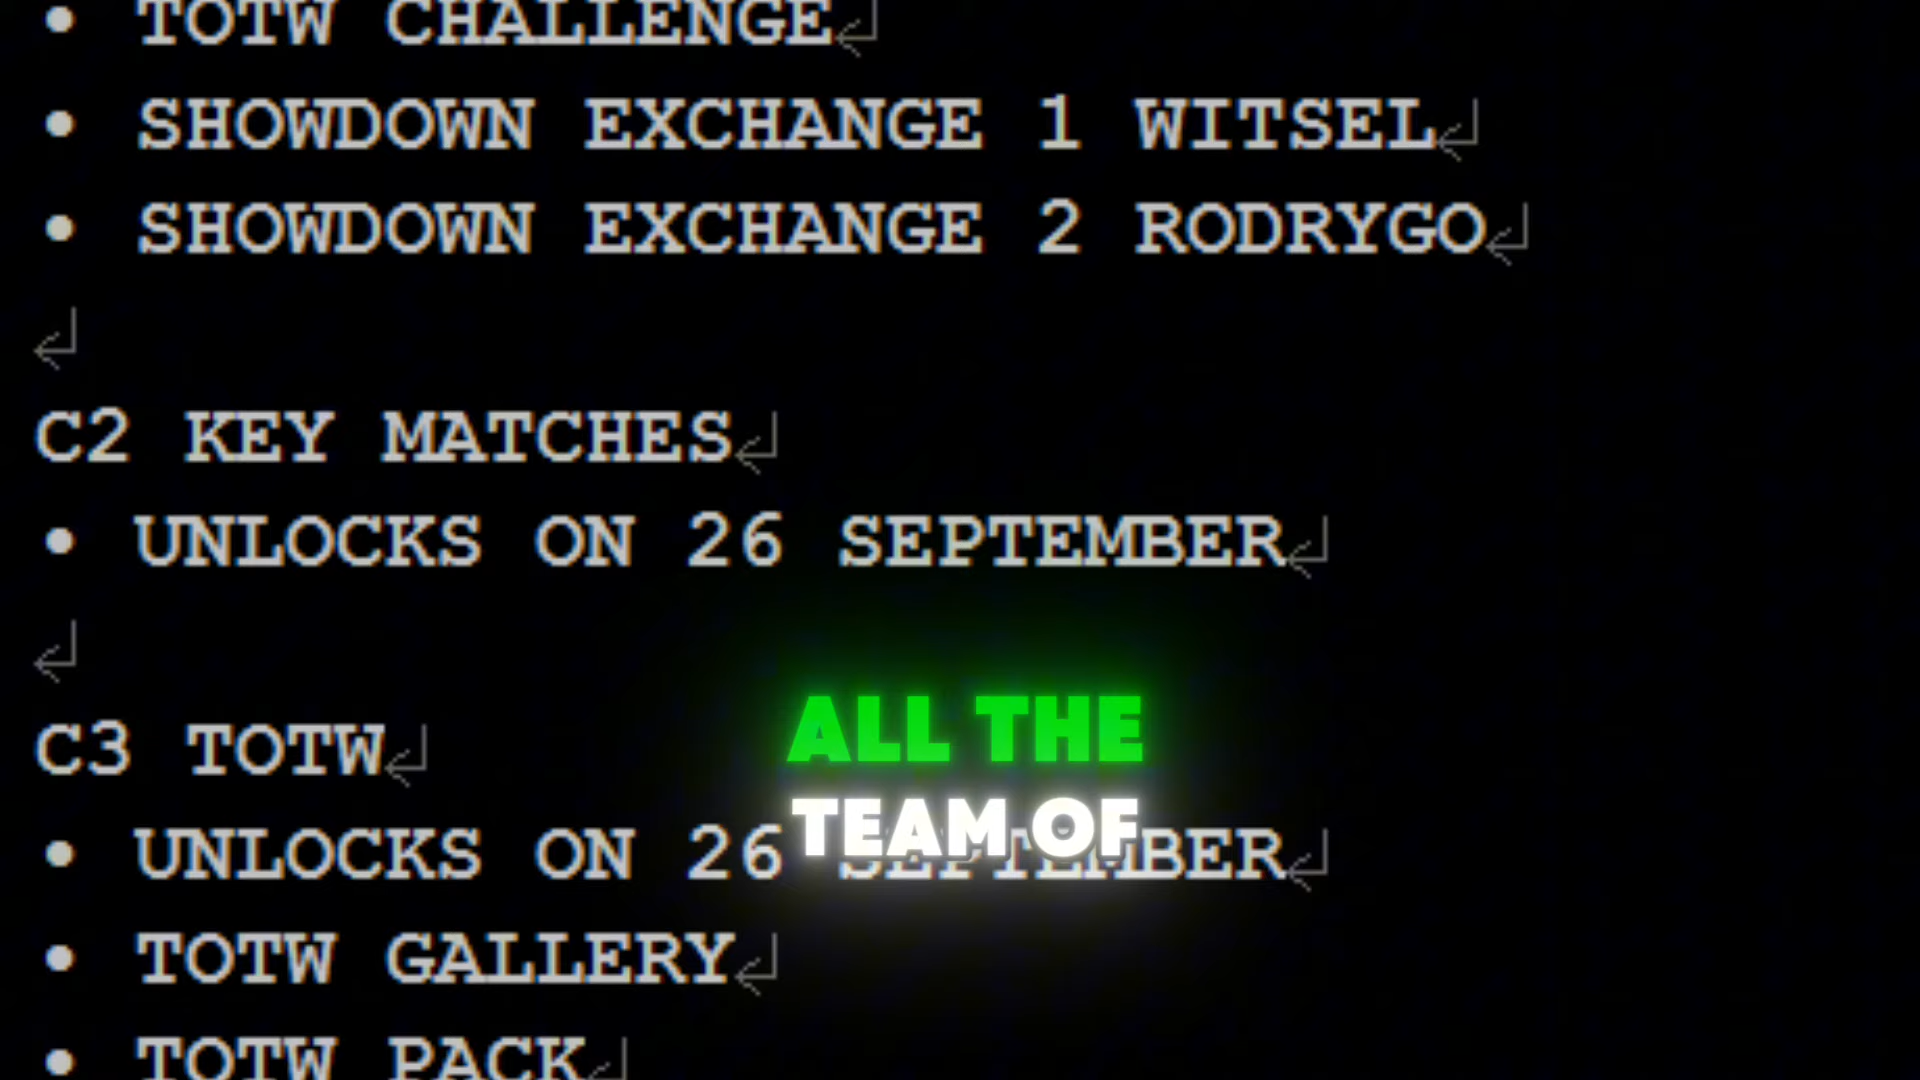 • TOTW CHALLENGE↵
• SHOWDOWN EXCHANGE 1 WITSEL↵
• SHOWDOWN EXCHANGE 2 RODRYGO↵
↵
C2 KEY MATCHES↵
• UNLOCKS ON 26 SEPTEMBER↵
↵
C3 TOTW↵
• UNLOCKS ON 26 SEPTEMBER↵
• TOTW GALLERY↵
• TOTW PACK↵
ALL THE
TEAM OF